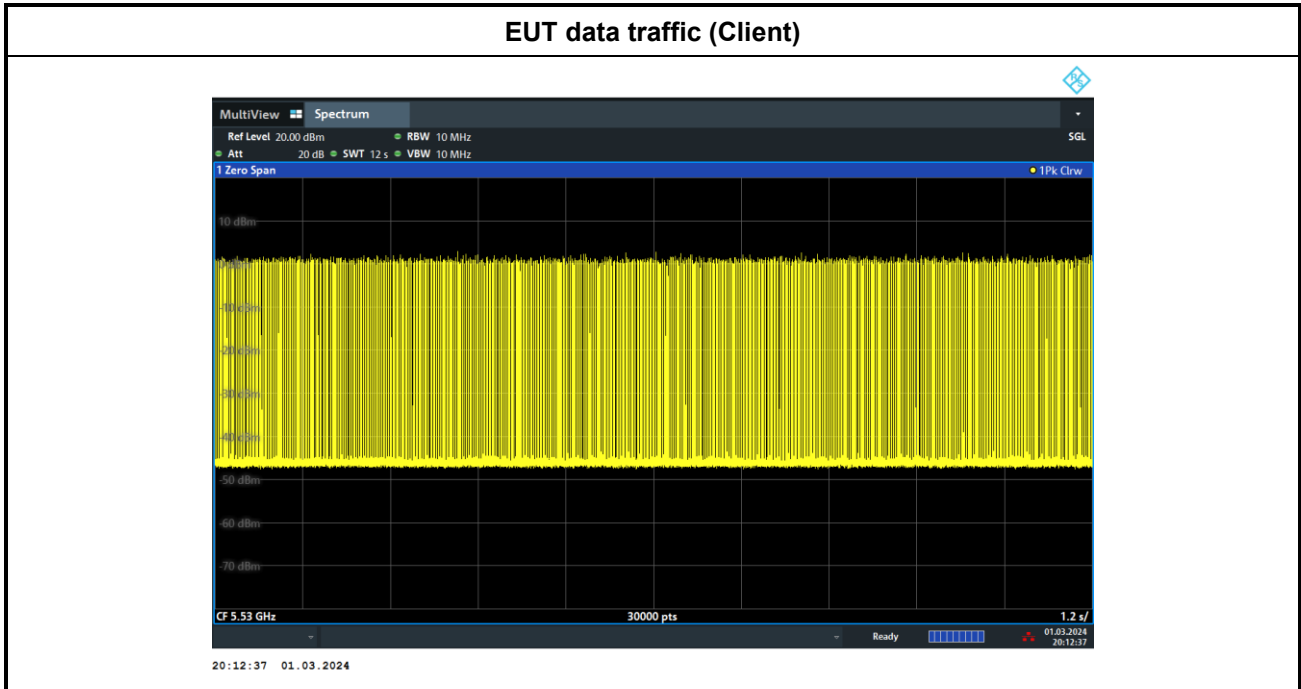 EUT data traffic (Client)
R&S
MultiView Spectrum
Ref Level 20.00 dBm RBW 10 MHz SGL
Att 20 dB SWT 12 s VBW 10 MHz
1 Zero Span 1Pk Clrw
10 dBm
-10 dBm
-20 dBm
-30 dBm
-40 dBm
-50 dBm
-60 dBm
-70 dBm
CF 5.53 GHz 30000 pts 1.2 s/
Ready 01.03.2024
20:12:37
20:12:37 01.03.2024